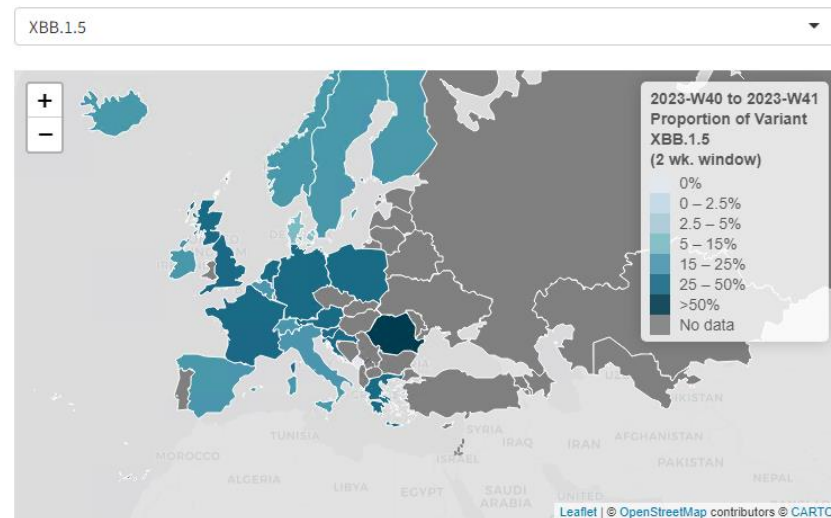 XBB.1.5
+
−
2023-W40 to 2023-W41
Proportion of Variant
XBB.1.5
(2 wk. window)
0%
0 – 2.5%
2.5 – 5%
5 – 15%
15 – 25%
25 – 50%
>50%
No data
TUNISIA
MOROCCO
ALGERIA
LIBYA
EGYPT
SYRIA
ISRAEL
IRAQ
IRAN
AFGHANISTAN
PAKISTAN
SAUDI
ARABIA
UNITED
NEPAL
Leaflet | © OpenStreetMap contributors © CARTO